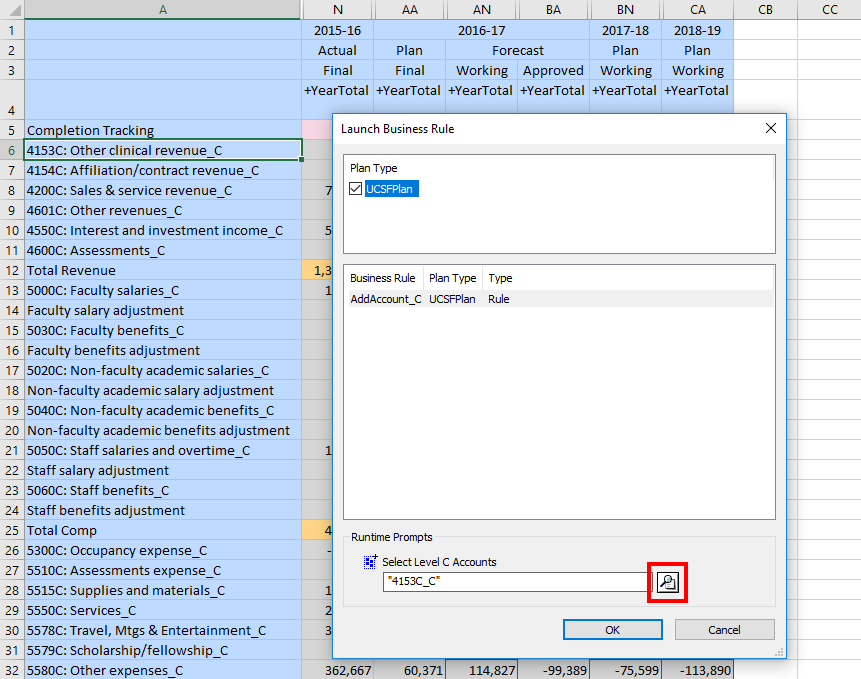 A N AA AN BA BN CA CB CC
1 2015-16 2016-17 2017-18 2018-19
2 Actual Plan Forecast Plan Plan
3 Final Final Working Approved Working Working
4 +YearTotal +YearTotal +YearTotal +YearTotal +YearTotal +YearTotal
5 Completion Tracking
6 4153C: Other clinical revenue_C
7 4154C: Affiliation/contract revenue_C
8 4200C: Sales & service revenue_C 7
9 4601C: Other revenues_C
10 4550C: Interest and investment income_C 5
11 4600C: Assessments_C
12 Total Revenue 1,3
13 5000C: Faculty salaries_C 1
14 Faculty salary adjustment
15 5030C: Faculty benefits_C
16 Faculty benefits adjustment
17 5020C: Non-faculty academic salaries_C
18 Non-faculty academic salary adjustment
19 5040C: Non-faculty academic benefits_C
20 Non-faculty academic benefits adjustment
21 5050C: Staff salaries and overtime_C 1
22 Staff salary adjustment
23 5060C: Staff benefits_C
24 Staff benefits adjustment
25 Total Comp 4
26 5300C: Occupancy expense_C -
27 5510C: Assessments expense_C
28 5515C: Supplies and materials_C 1
29 5550C: Services_C 2
30 5578C: Travel, Mtgs & Entertainment_C 3
31 5579C: Scholarship/fellowship_C
32 5580C: Other expenses_C 362,667 60,371 114,827 -99,389 -75,599 -113,890
Launch Business Rule
Plan Type
UCSFPlan
Business Rule Plan Type Type
AddAccount_C UCSFPlan Rule
Runtime Prompts
Select Level C Accounts
"4153C_C"
OK Cancel